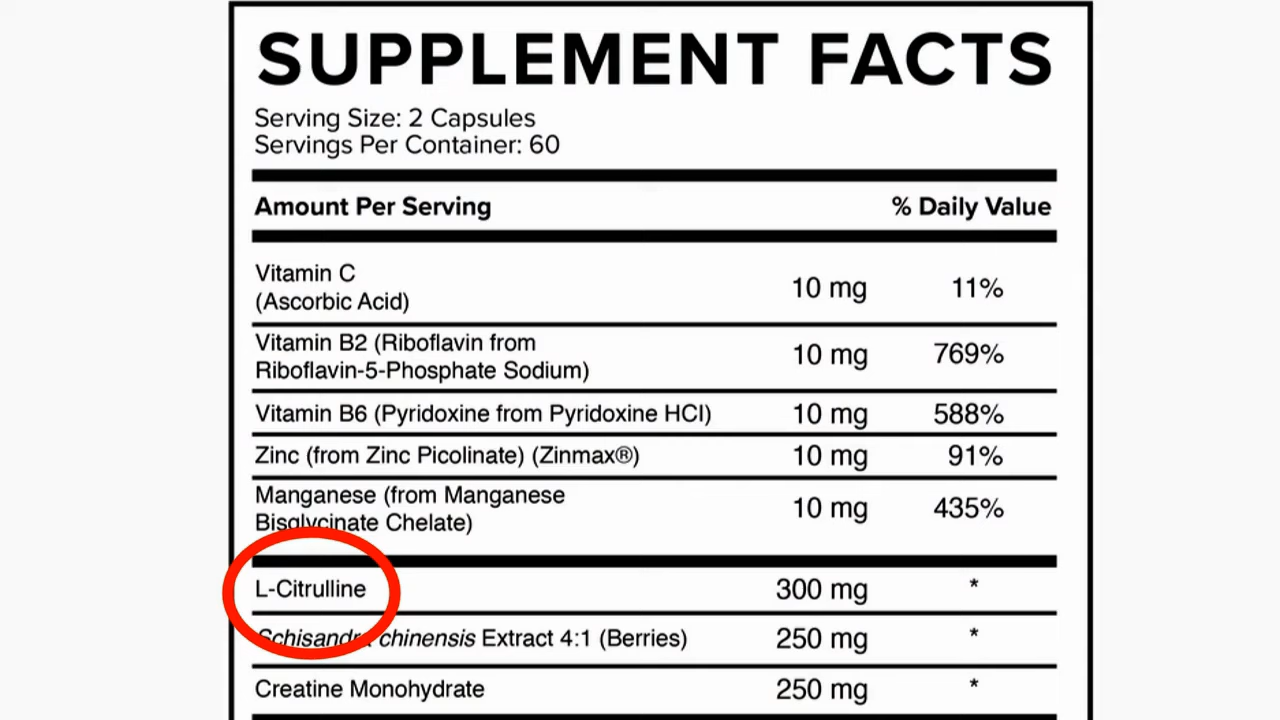 SUPPLEMENT FACTS
Serving Size: 2 Capsules
Servings Per Container: 60
Amount Per Serving % Daily Value
Vitamin C
(Ascorbic Acid) 10 mg 11%
Vitamin B2 (Riboflavin from
Riboflavin-5-Phosphate Sodium) 10 mg 769%
Vitamin B6 (Pyridoxine from Pyridoxine HCl) 10 mg 588%
Zinc (from Zinc Picolinate) (Zinmax®) 10 mg 91%
Manganese (from Manganese
Bisglycinate Chelate) 10 mg 435%
L-Citrulline 300 mg *
Schisandra chinensis Extract 4:1 (Berries) 250 mg *
Creatine Monohydrate 250 mg *